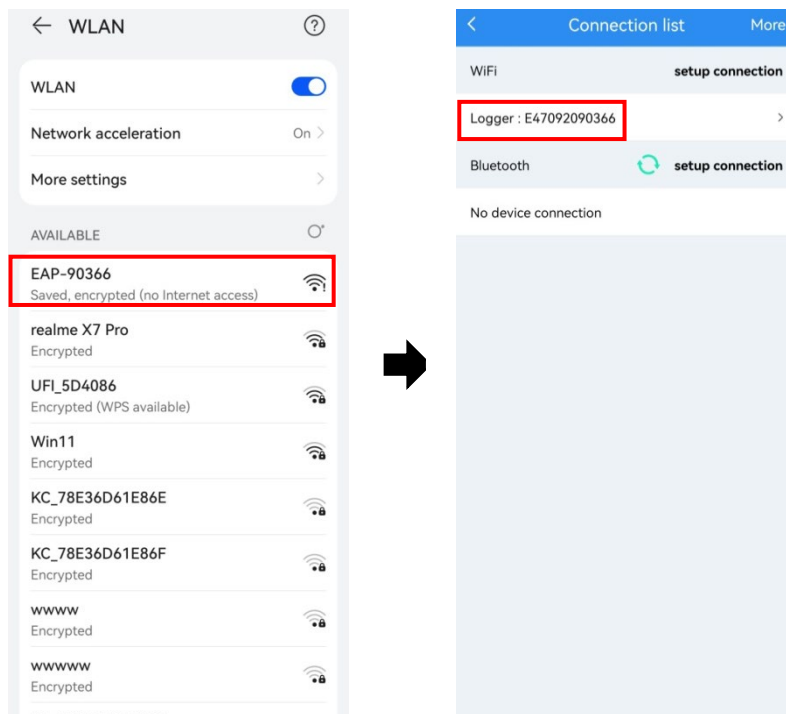 WLAN
WLAN
Network acceleration On
More settings
AVAILABLE
EAP-90366
Saved, encrypted (no Internet access)
realme X7 Pro
Encrypted
UFI_5D4086
Encrypted (WPS available)
Win11
Encrypted
KC_78E36D61E86E
Encrypted
KC_78E36D61E86F
Encrypted
wwww
Encrypted
wwwww
Encrypted
Connection list More
WiFi setup connection
Logger : E47092090366
Bluetooth setup connection
No device connection